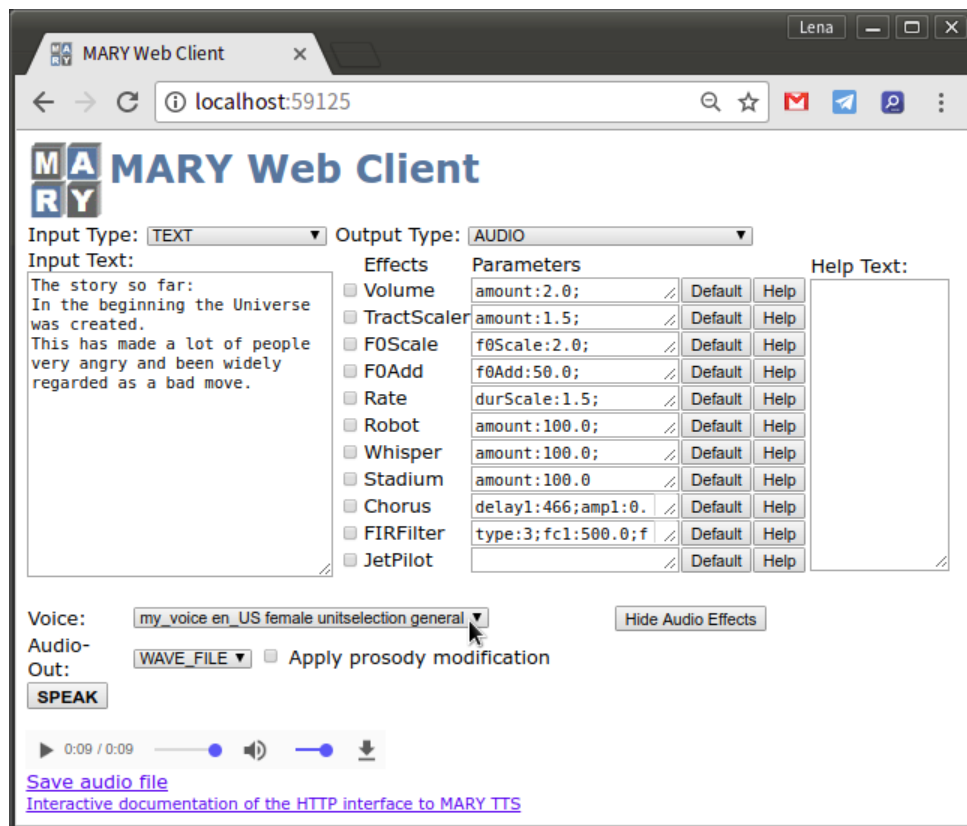 Lena
MARY Web Client
localhost:59125
MA
RY
MARY Web Client
Input Type: TEXT Output Type: AUDIO
Input Text:
The story so far:
In the beginning the Universe
was created.
This has made a lot of people
very angry and been widely
regarded as a bad move.
Effects Parameters
Volume amount:2.0; Default Help
TractScaler amount:1.5; Default Help
F0Scale f0Scale:2.0; Default Help
F0Add f0Add:50.0; Default Help
Rate durScale:1.5; Default Help
Robot amount:100.0; Default Help
Whisper amount:100.0; Default Help
Stadium amount:100.0 Default Help
Chorus delay1:466;amp1:0. Default Help
FIRFilter type:3;fc1:500.0;f Default Help
JetPilot Default Help
Help Text:
Voice: my_voice en_US female unitselection general Hide Audio Effects
Audio-
Out: WAVE_FILE Apply prosody modification
SPEAK
0:09 / 0:09
Save audio file
Interactive documentation of the HTTP interface to MARY TTS